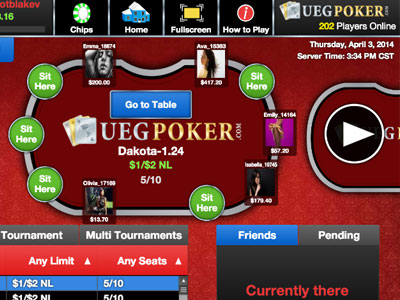 otblakev
3.16
Chips
Home
Fullscreen
How to Play
UEGPOKER.COM
202 Players Online
Thursday, April 3, 2014
Server Time: 3:34 PM CST
Emma_18674
$200.00
Ava_15383
$417.20
Sit Here
Sit Here
Go to Table
Sit Here
UEGPOKER.COM
Emily_14164
$57.20
Dakota-1.24
$1/$2 NL
5/10
Isabella_19745
$179.40
Olivia_17169
$13.70
Sit Here
Sit Here
Tournament
Multi Tournaments
Friends
Pending
Any Limit ▲
Any Seats ▲
$1/$2 NL
5/10
$1/$2 NL
5/10
Currently there